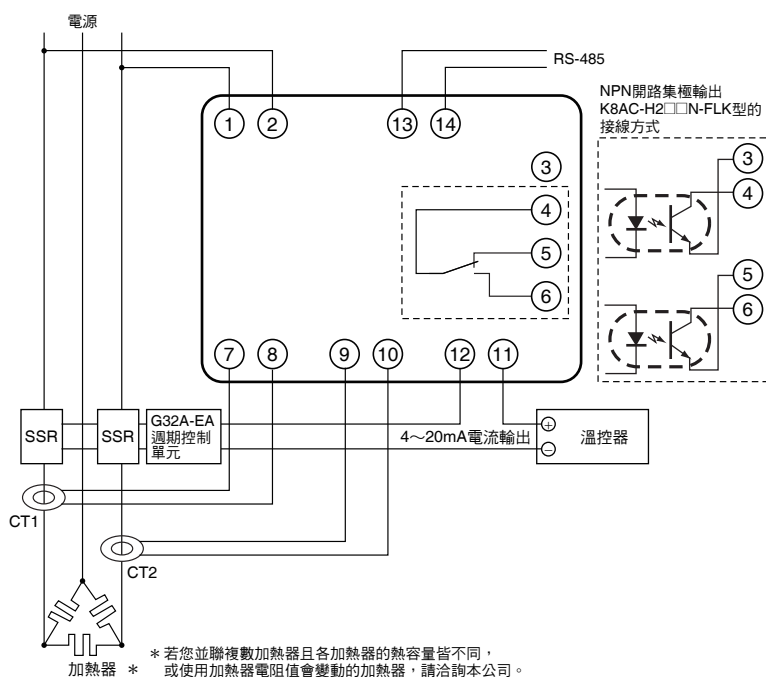 電源
RS-485
NPN開路集極輸出
K8AC-H2□□N-FLK型的
接線方式
1
2
13
14
3
4
5
6
3
4
5
6
7
8
9
10
12
11
SSR
SSR
G32A-EA
週期控制
單元
4～20mA電流輸出
+
−
溫控器
CT1
CT2
加熱器 ＊
＊若您並聯複數加熱器且各加熱器的熱容量皆不同，
或使用加熱器電阻值會變動的加熱器，請洽詢本公司。